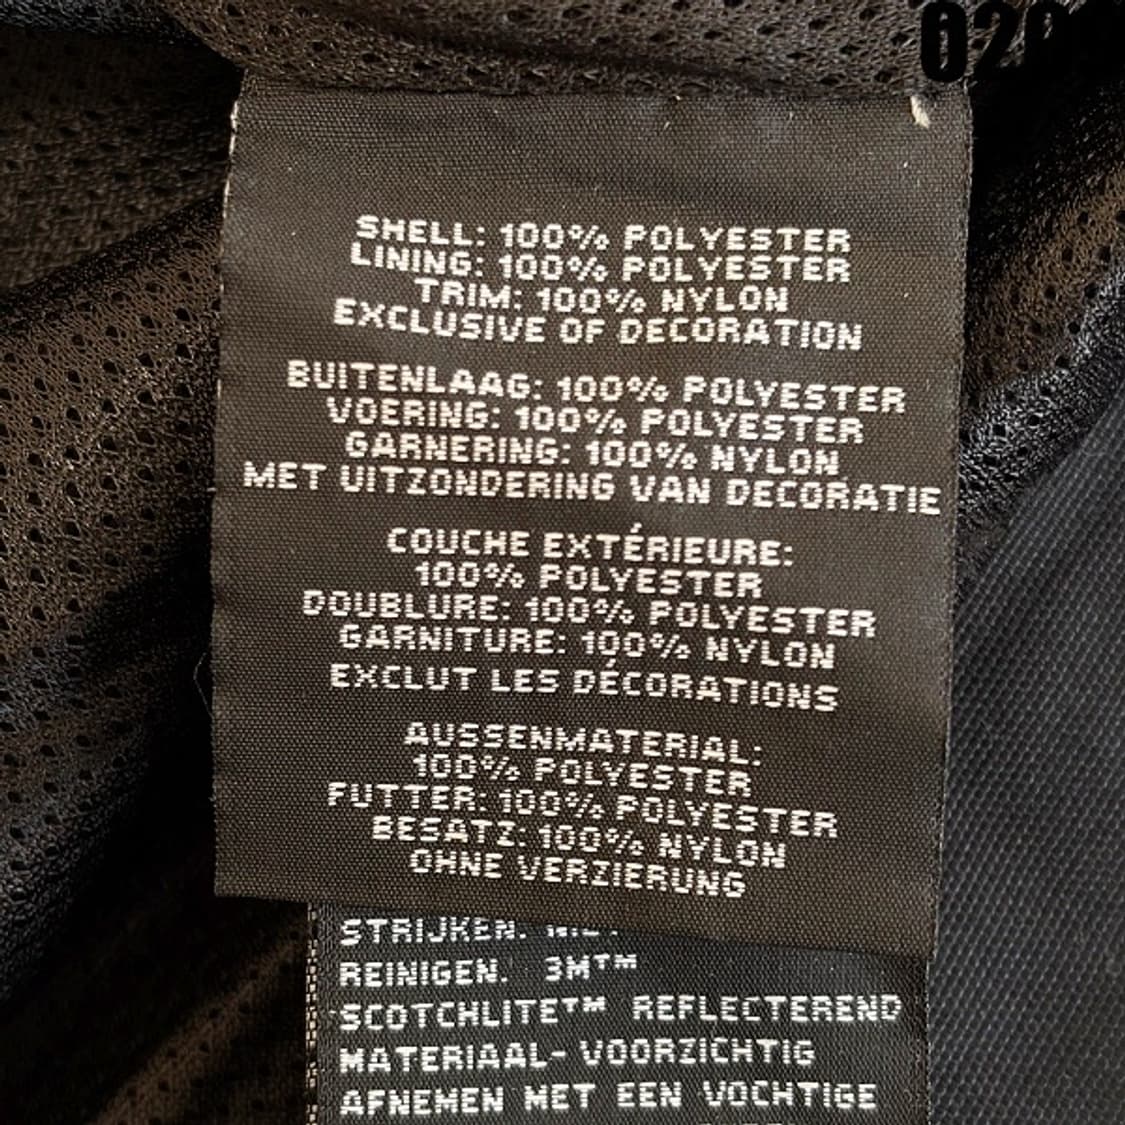 SHELL: 100% POLYESTER
LINING: 100% POLYESTER
TRIM: 100% NYLON
EXCLUSIVE OF DECORATION
BUITENLAAG: 100% POLYESTER
VOERING: 100% POLYESTER
GARNERING: 100% NYLON
MET UITZONDERING VAN DECORATIE
COUCHE EXTÉRIEURE:
100% POLYESTER
DOUBLURE: 100% POLYESTER
GARNITURE: 100% NYLON
EXCLUT LES DÉCORATIONS
AUSSENMATERIAL:
100% POLYESTER
FUTTER: 100% POLYESTER
BESATZ: 100% NYLON
OHNE VERZIERUNG
STRIJKEN.
REINIGEN. 3M™
SCOTCHLITE™ REFLECTEREND
MATERIAAL- VOORZICHTIG
AFNEMEN MET EEN VOCHTIGE